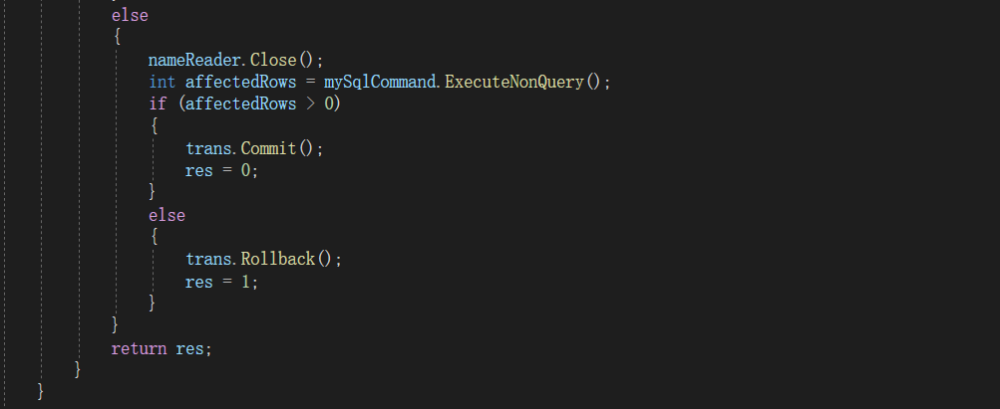 else
{
nameReader.Close();
int affectedRows = mySqlCommand.ExecuteNonQuery();
if (affectedRows > 0)
{
trans.Commit();
res = 0;
}
else
{
trans.Rollback();
res = 1;
}
}
return res;
}
}